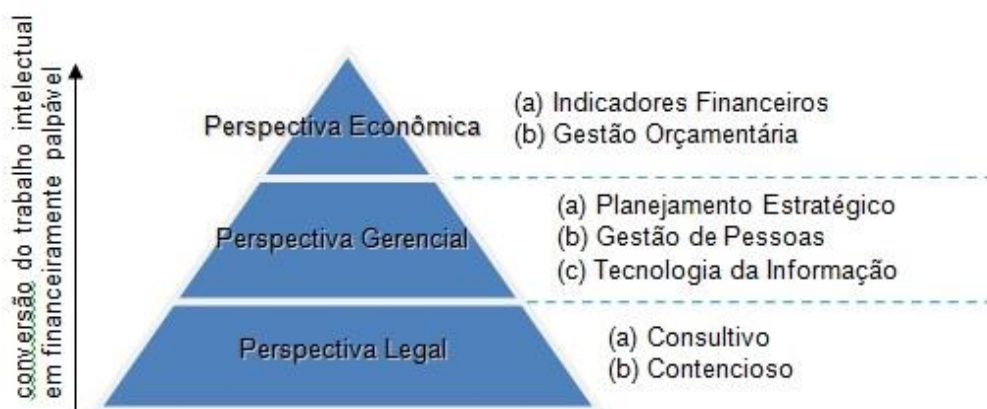 conversão do trabalho intelectual
em financeiramente palpável
Perspectiva Econômica
(a) Indicadores Financeiros
(b) Gestão Orçamentária
Perspectiva Gerencial
(a) Planejamento Estratégico
(b) Gestão de Pessoas
(c) Tecnologia da Informação
Perspectiva Legal
(a) Consultivo
(b) Contencioso